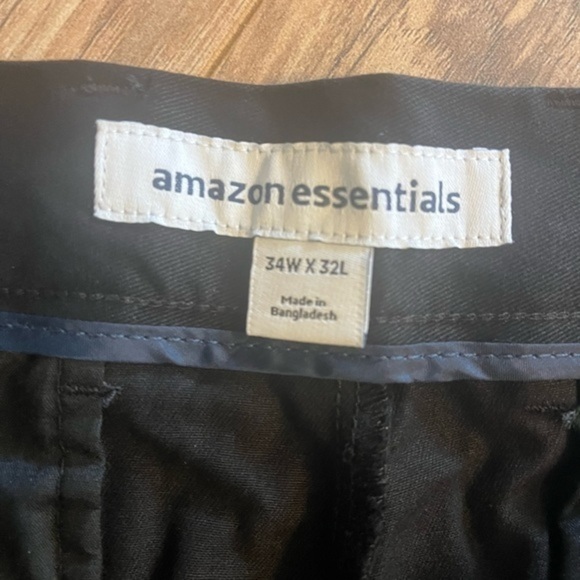 amazon essentials
34W X 32L
Made in
Bangladesh